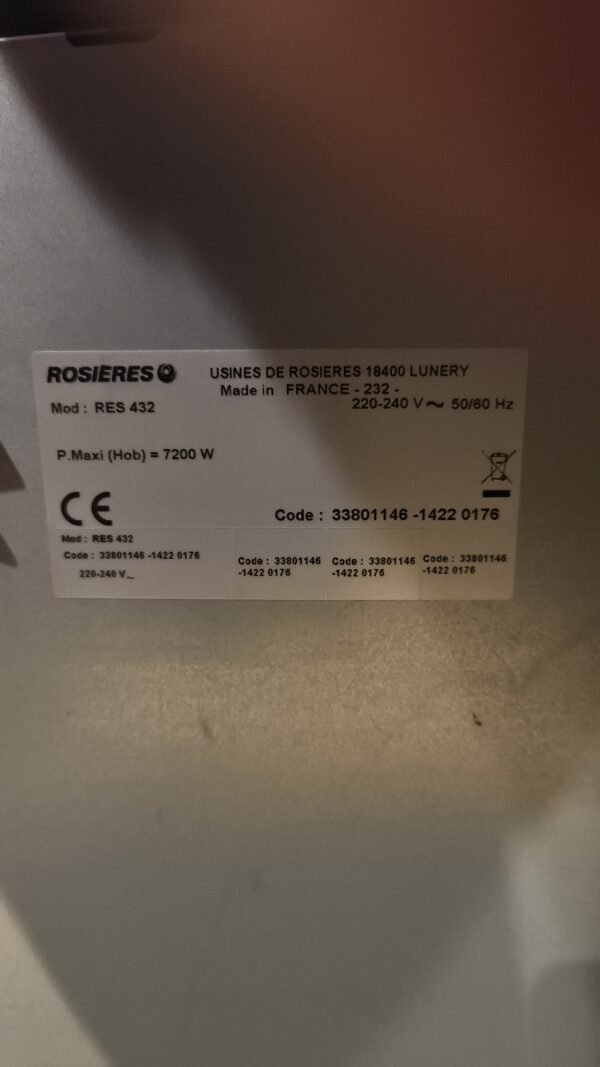 ROSIERES
USINES DE ROSIERES 18400 LUNERY
Made in FRANCE - 232 -
Mod : RES 432
220-240 V ~ 50/60 Hz
P.Maxi (Hob) = 7200 W
CE
Code : 33801146 -1422 0176
Mod : RES 432
Code : 33801146 -1422 0176
220-240 V~
Code : 33801146
-1422 0176
Code : 33801146
-1422 0176
Code : 33801146
-1422 0176